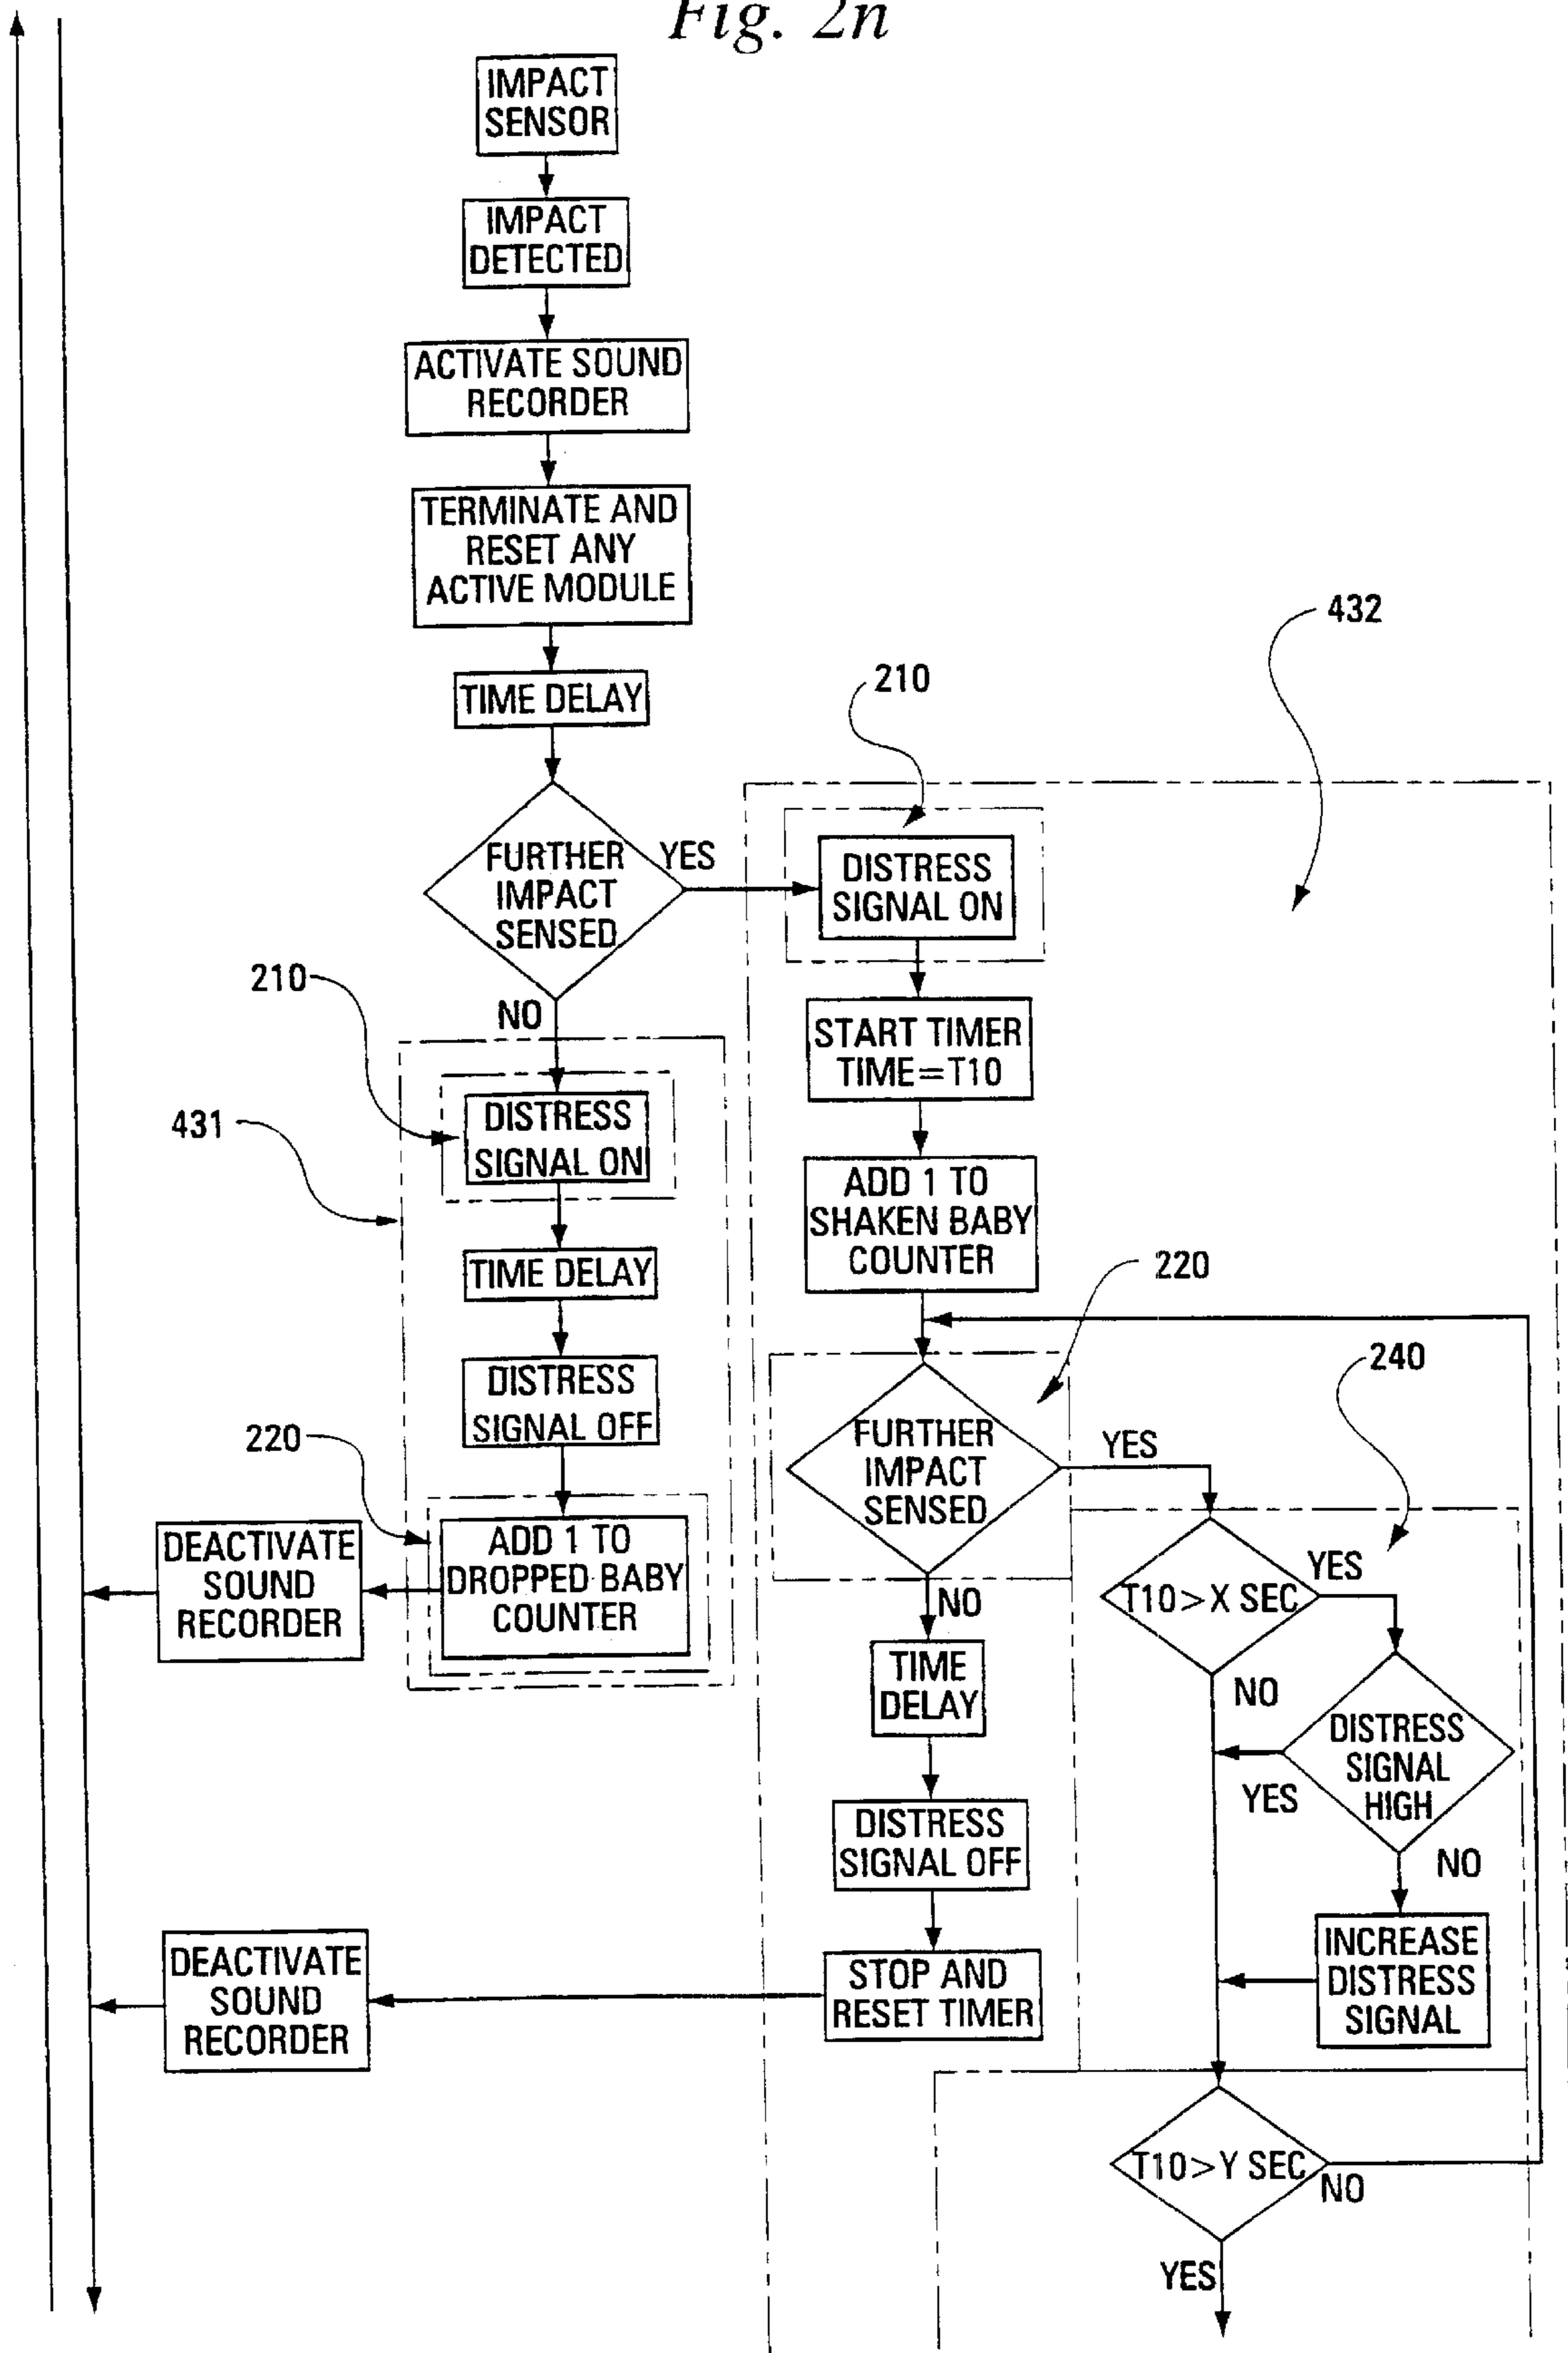 Fig. 2n
IMPACT
SENSOR
IMPACT
DETECTED
ACTIVATE SOUND
RECORDER
TERMINATE AND
RESET ANY
ACTIVE MODULE
TIME DELAY
FURTHER
IMPACT
SENSED
YES
NO
432
210
DISTRESS
SIGNAL ON
START TIMER
TIME=T10
ADD 1 TO
SHAKEN BABY
COUNTER
210
431
DISTRESS
SIGNAL ON
TIME DELAY
DISTRESS
SIGNAL OFF
220
ADD 1 TO
DROPPED BABY
COUNTER
DEACTIVATE
SOUND
RECORDER
220
FURTHER
IMPACT
SENSED
YES
NO
240
T10>X SEC
YES
NO
DISTRESS
SIGNAL
HIGH
YES
NO
INCREASE
DISTRESS
SIGNAL
TIME
DELAY
DISTRESS
SIGNAL OFF
STOP AND
RESET TIMER
DEACTIVATE
SOUND
RECORDER
T10>Y SEC
NO
YES